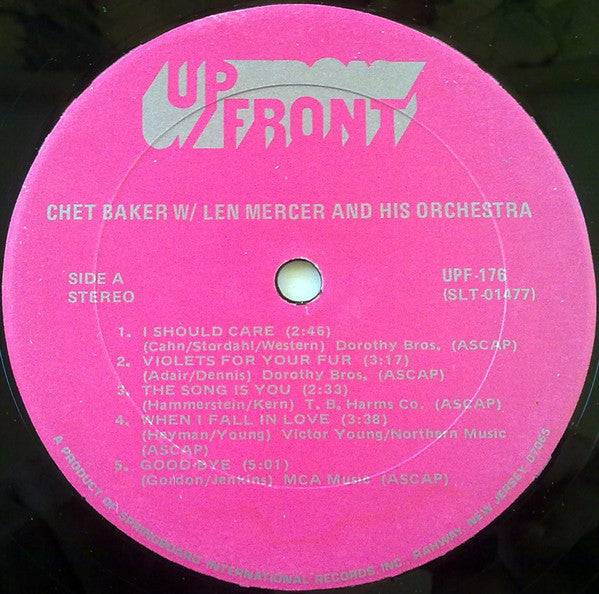 UP
FRONT
CHET BAKER W/ LEN MERCER AND HIS ORCHESTRA
SIDE A
STEREO
UPF-176
(SLT-01477)
1. I SHOULD CARE (2:46)
(Cahn/Stordahl/Western) Dorothy Bros. (ASCAP)
2. VIOLETS FOR YOUR FUR (3:17)
(Adair/Dennis) Dorothy Bros. (ASCAP)
3. THE SONG IS YOU (2:33)
(Hammerstein/Kern) T. B. Harms Co. (ASCAP)
4. WHEN I FALL IN LOVE (3:38)
(Heyman/Young) Victor Young/Northern Music
(ASCAP)
5. GOOD-BYE (5:01)
(Gordon/Jenkins) MCA Music (ASCAP)
A PRODUCT OF SPRINGBOARD INTERNATIONAL RECORDS INC., RAHWAY, NEW JERSEY, 07065